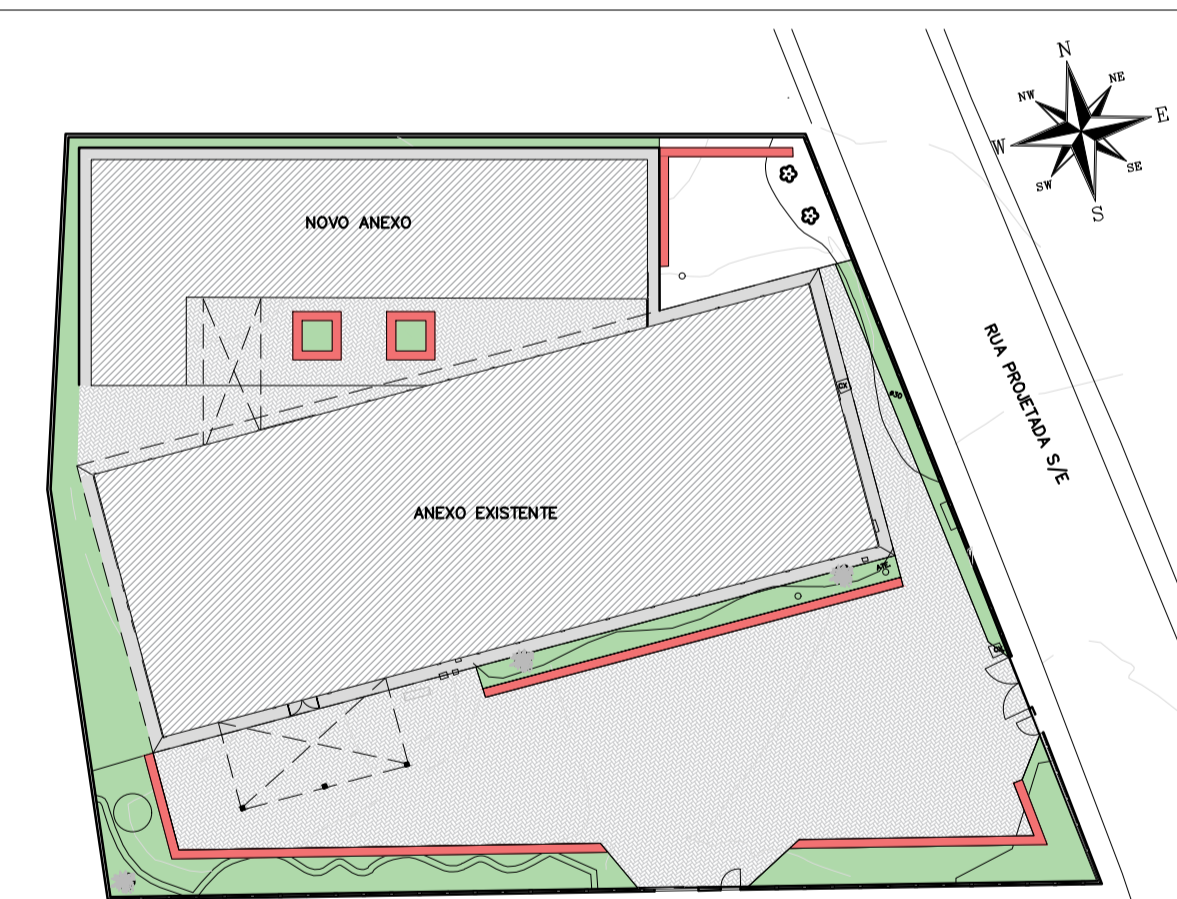 N
NW
NE
W
E
SW
SE
S
NOVO ANEXO
RUA PROJETADA S/E
ANEXO EXISTENTE
CX